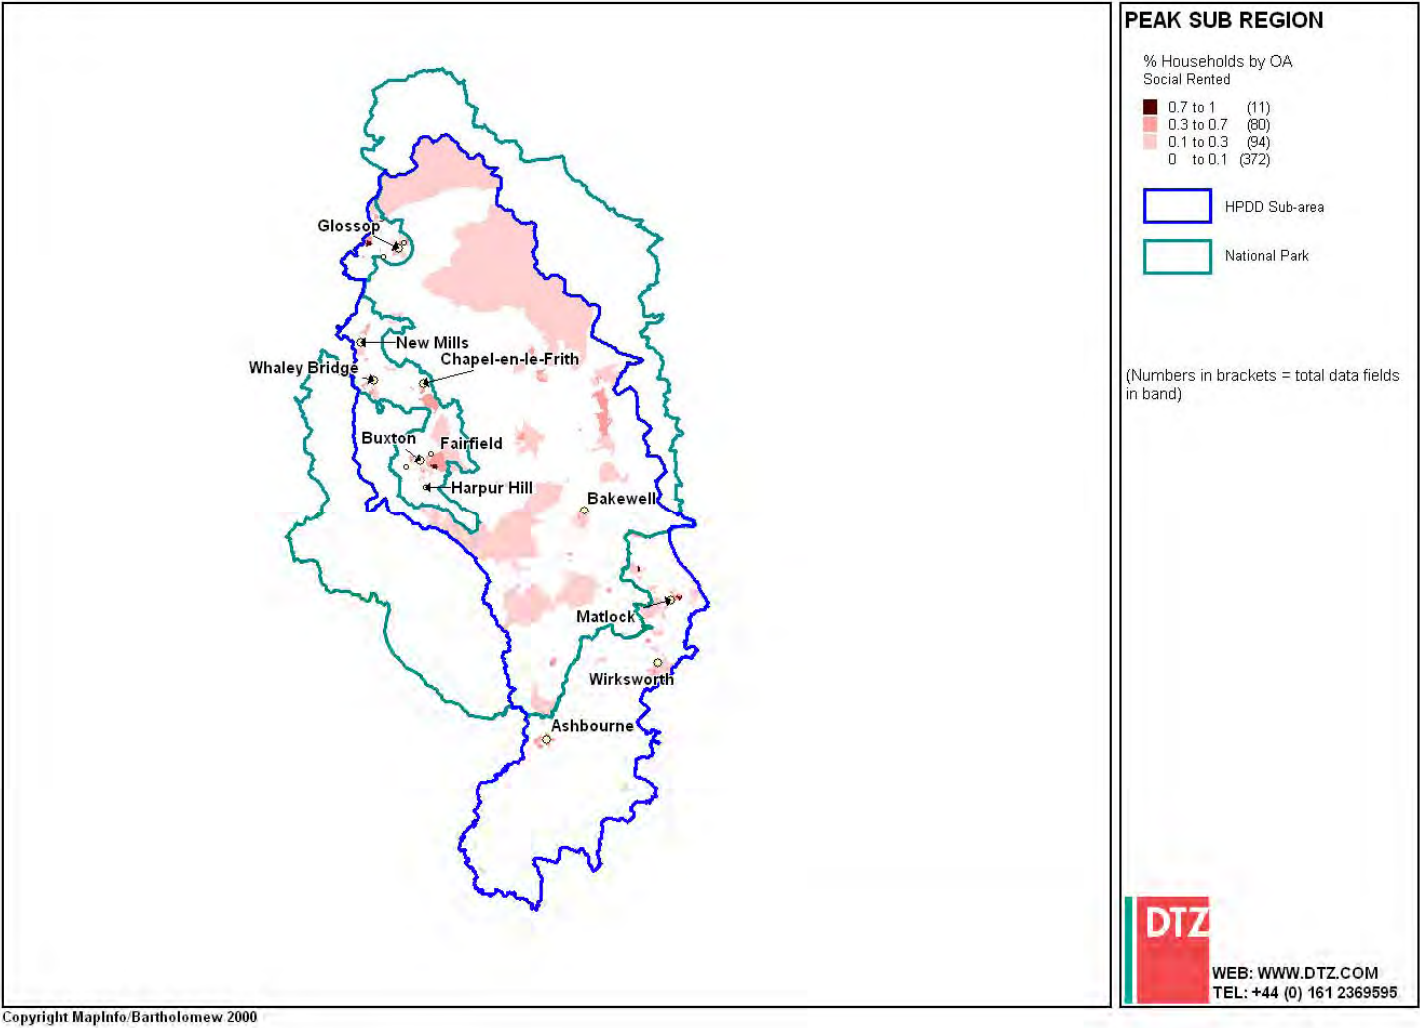 Glossop
New Mills
Chapel-en-le-Frith
Whaley Bridge
Buxton
Fairfield
Harpur Hill
Bakewell
Matlock
Wirksworth
Ashbourne
PEAK SUB REGION
% Households by OA
Social Rented
0.7 to 1 (11)
0.3 to 0.7 (80)
0.1 to 0.3 (94)
0 to 0.1 (372)
HPDD Sub-area
National Park
(Numbers in brackets = total data fields
in band)
DTZ
WEB: WWW.DTZ.COM
TEL: +44 (0) 161 2369595
Copyright MapInfo/Bartholomew 2000